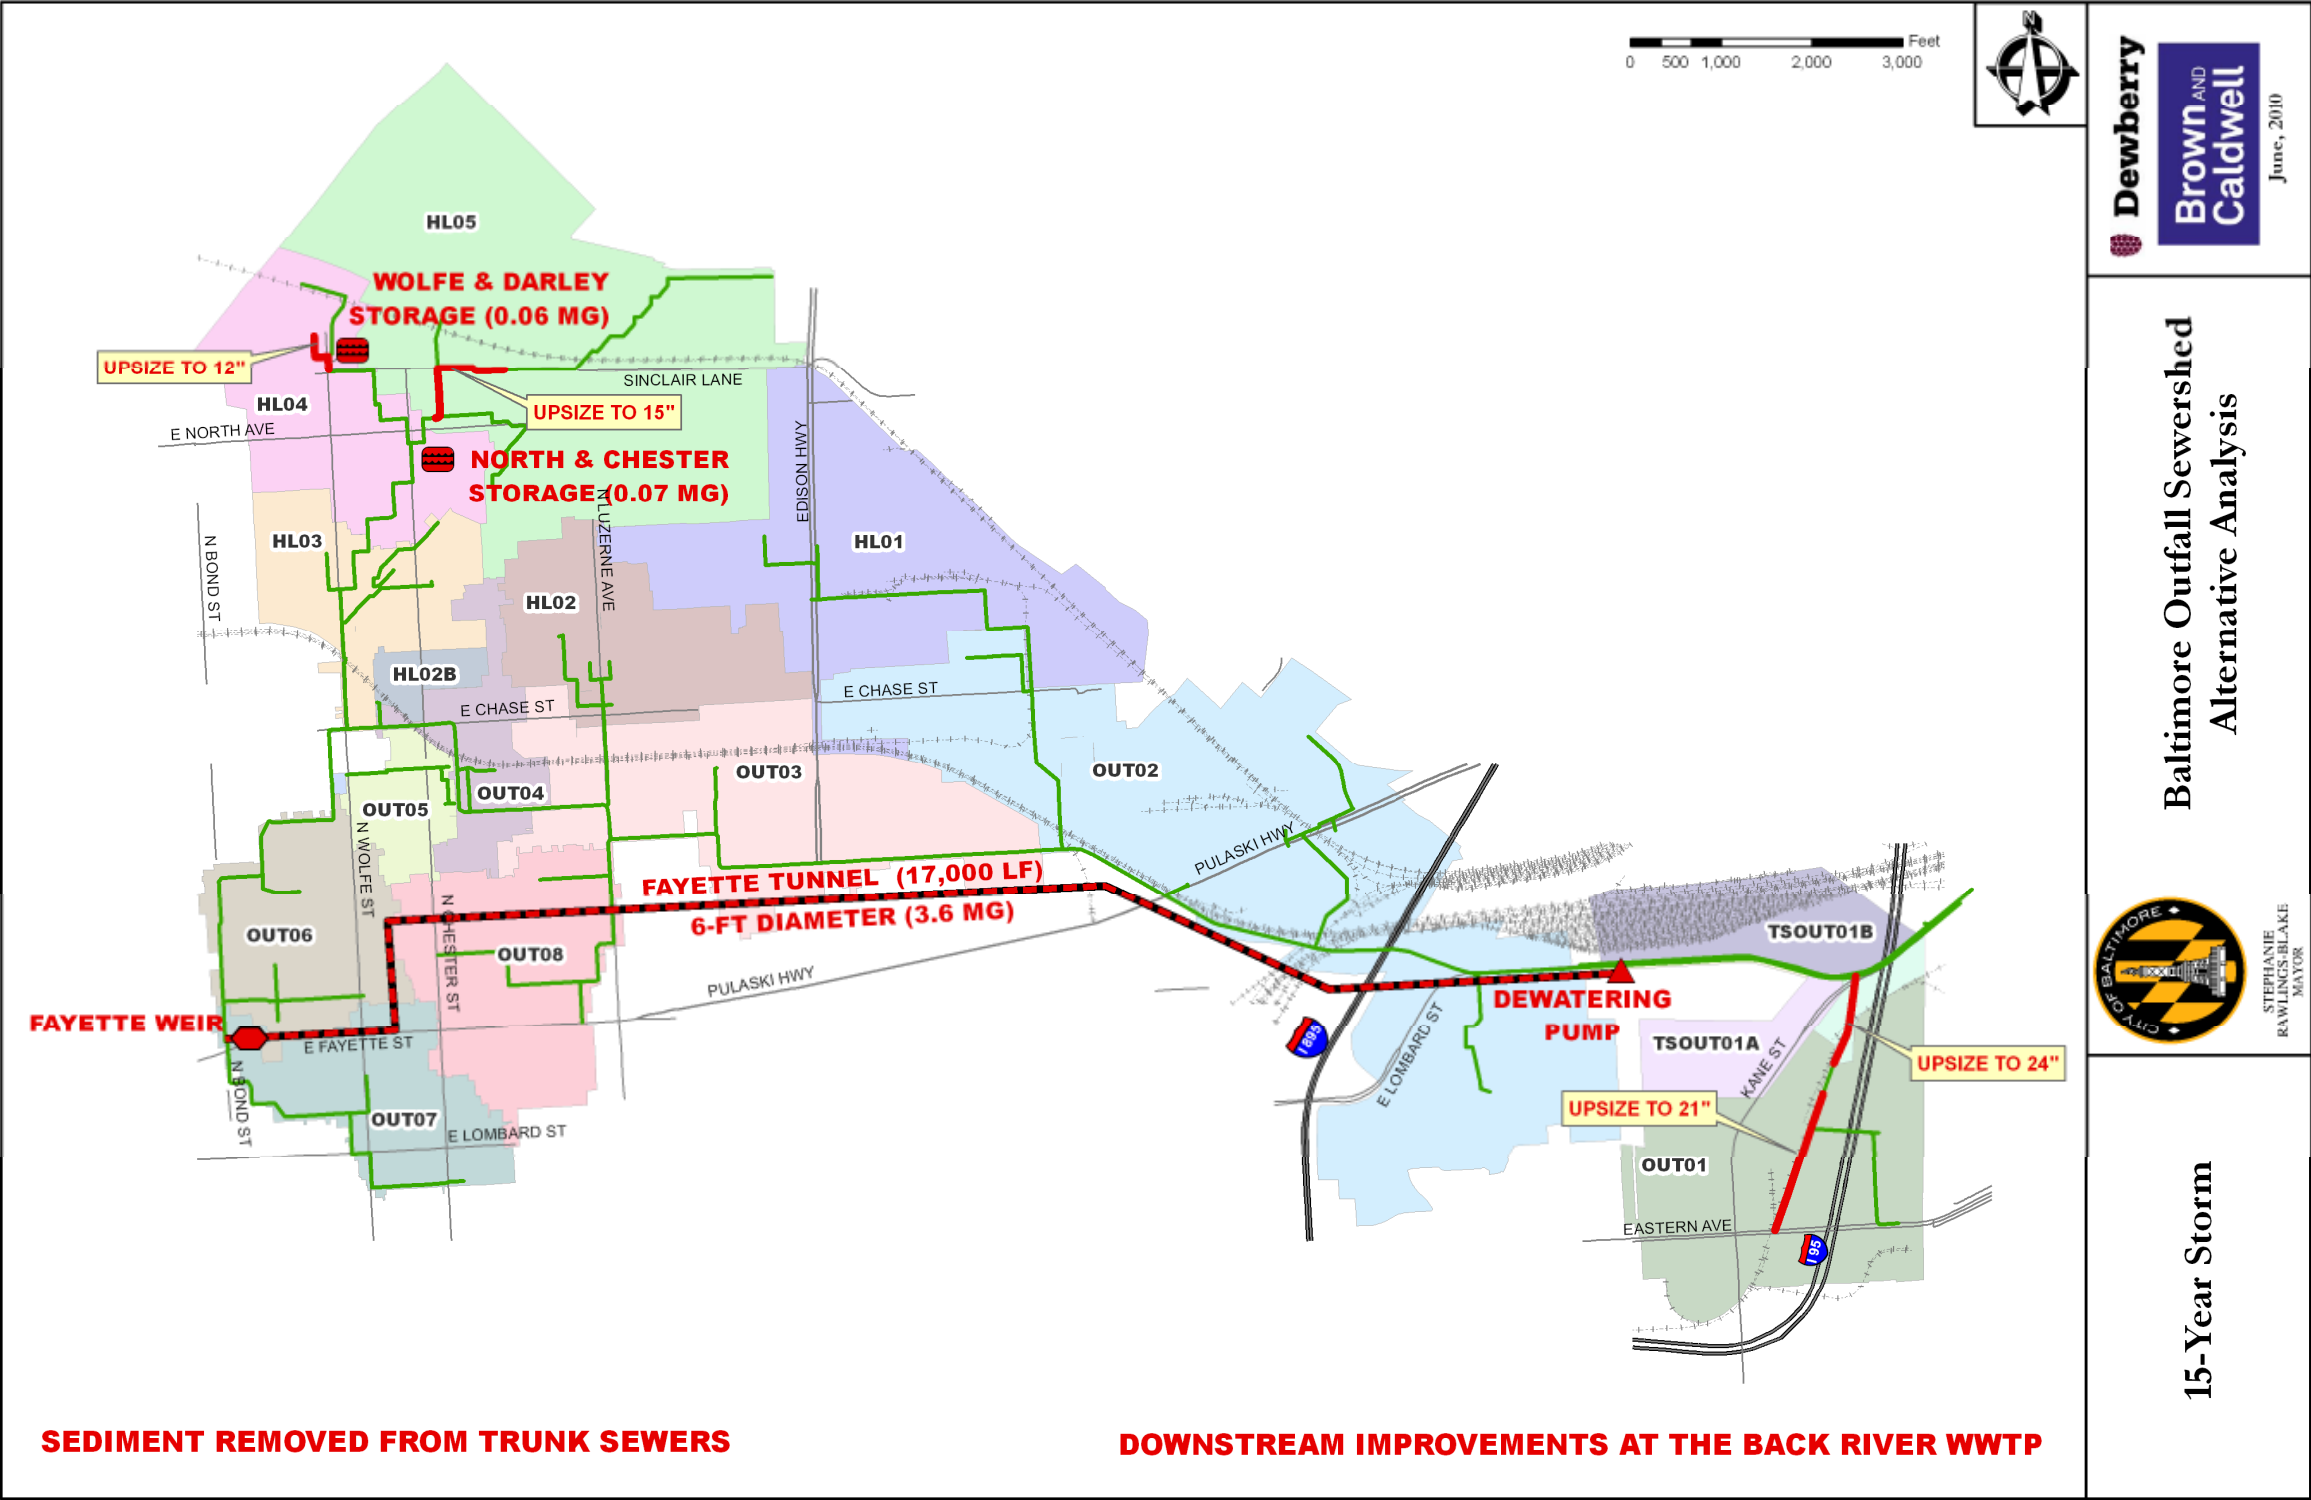 Feet
0 500 1,000 2,000 3,000
N
HL05
WOLFE & DARLEY
STORAGE (0.06 MG)
UPSIZE TO 12"
SINCLAIR LANE
HL04
UPSIZE TO 15"
E NORTH AVE
NORTH & CHESTER
STORAGE (0.07 MG)
EDISON HWY
N LUZERNE AVE
HL03
HL01
N BOND ST
HL02
HL02B
E CHASE ST
E CHASE ST
OUT03
OUT02
OUT04
OUT05
N WOLFE ST
PULASKI HWY
FAYETTE TUNNEL (17,000 LF)
6-FT DIAMETER (3.6 MG)
N CHESTER ST
OUT06
OUT08
TSOUT01B
PULASKI HWY
DEWATERING
PUMP
FAYETTE WEIR
E FAYETTE ST
I 895
E LOMBARD ST
TSOUT01A
KANE ST
UPSIZE TO 24"
N BOND ST
UPSIZE TO 21"
OUT07
E LOMBARD ST
OUT01
EASTERN AVE
I 95
SEDIMENT REMOVED FROM TRUNK SEWERS
DOWNSTREAM IMPROVEMENTS AT THE BACK RIVER WWTP
Dewberry
Brown AND
Caldwell
June, 2010
Baltimore Outfall Sewershed
Alternative Analysis
CITY OF BALTIMORE
STEPHANIE
RAWLINGS-BLAKE
MAYOR
15-Year Storm